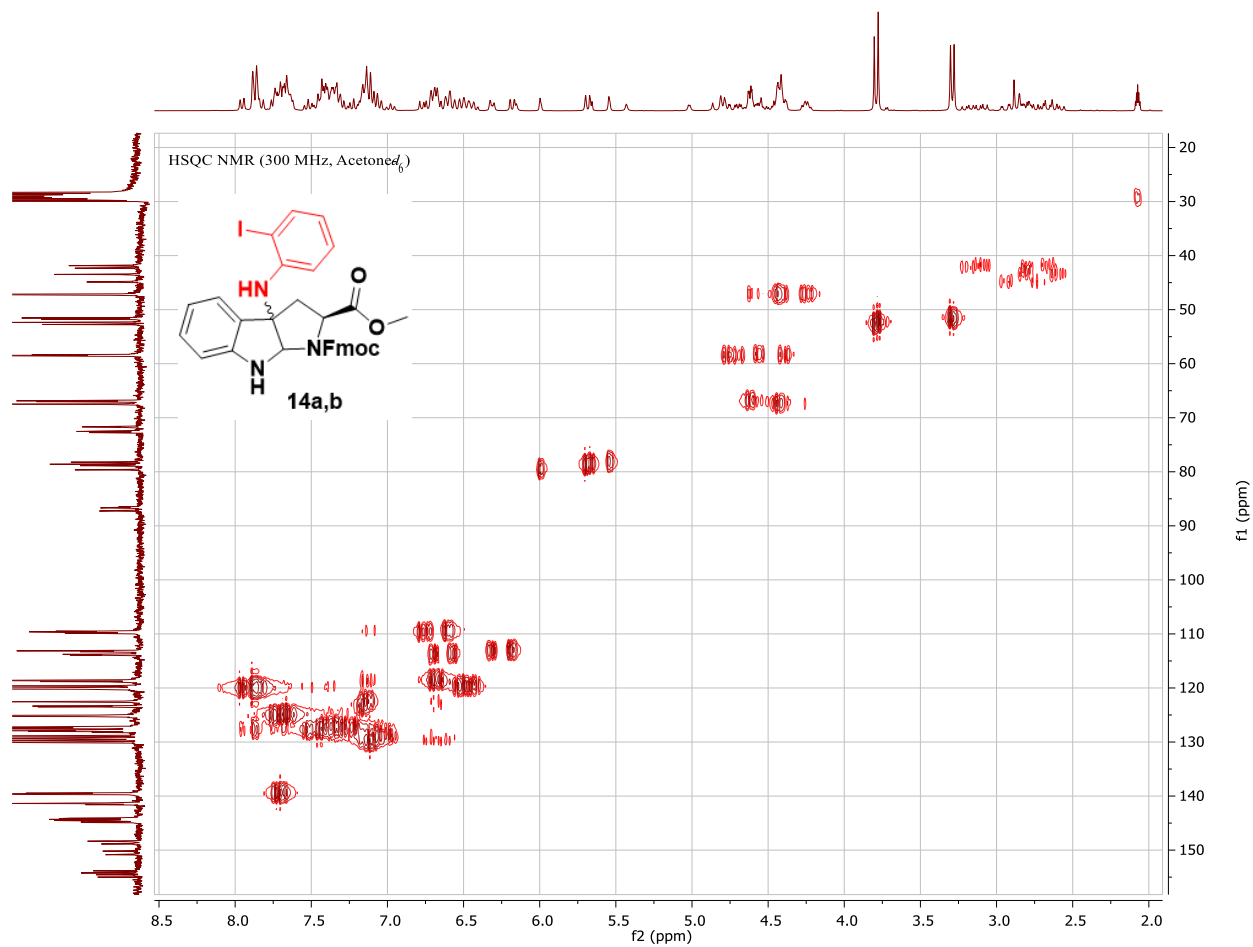 HSQC NMR (300 MHz, Acetone-d6)
I
HN
O
O
N
H
NFmoc
14a,b
20
30
40
50
60
70
80
90
100
110
120
130
140
150
f1 (ppm)
8.5 8.0 7.5 7.0 6.5 6.0 5.5 5.0 4.5 4.0 3.5 3.0 2.5 2.0
f2 (ppm)